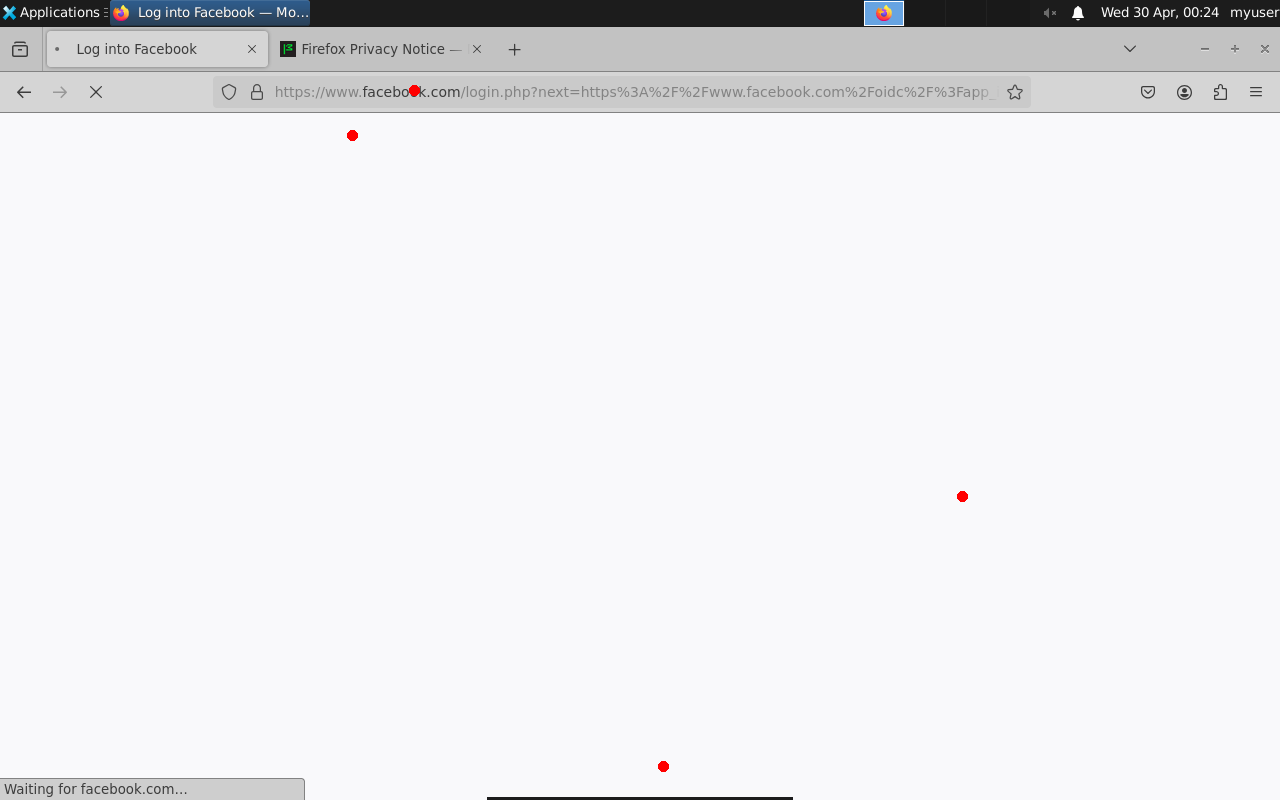 Applications
Log into Facebook — Mo...
Wed 30 Apr, 00:24
myuser
Log into Facebook
Firefox Privacy Notice —
https://www.facebook.com/login.php?next=https%3A%2F%2Fwww.facebook.com%2Foidc%2F%3Fapp_
Waiting for facebook.com...